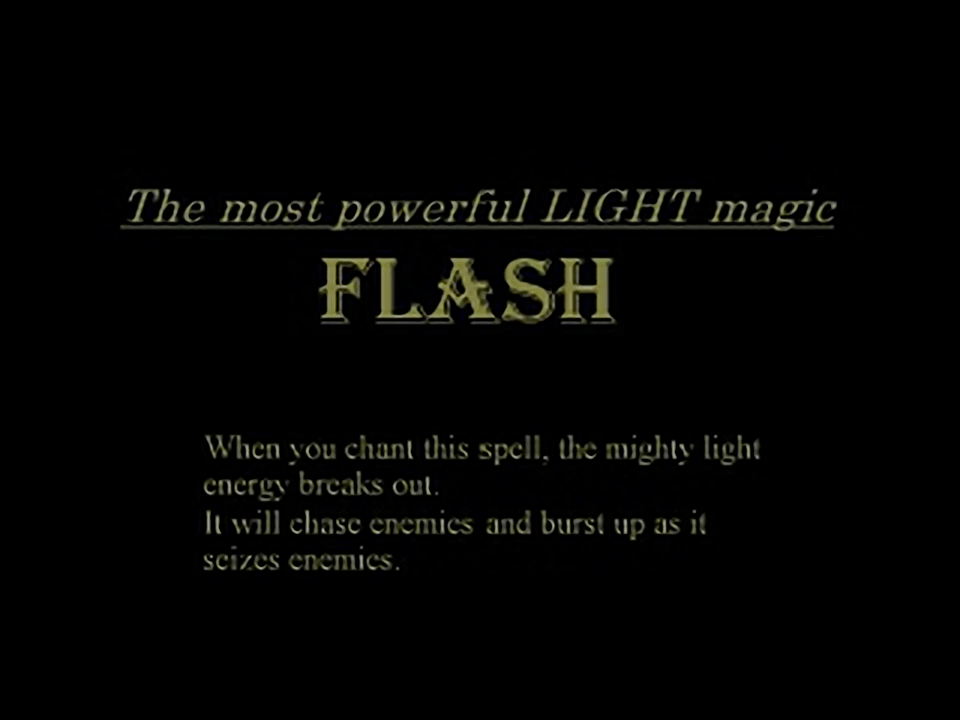 The most powerful LIGHT magic
FLASH
When you chant this spell, the mighty light
energy breaks out.
It will chase enemies and burst up as it
seizes enemies.